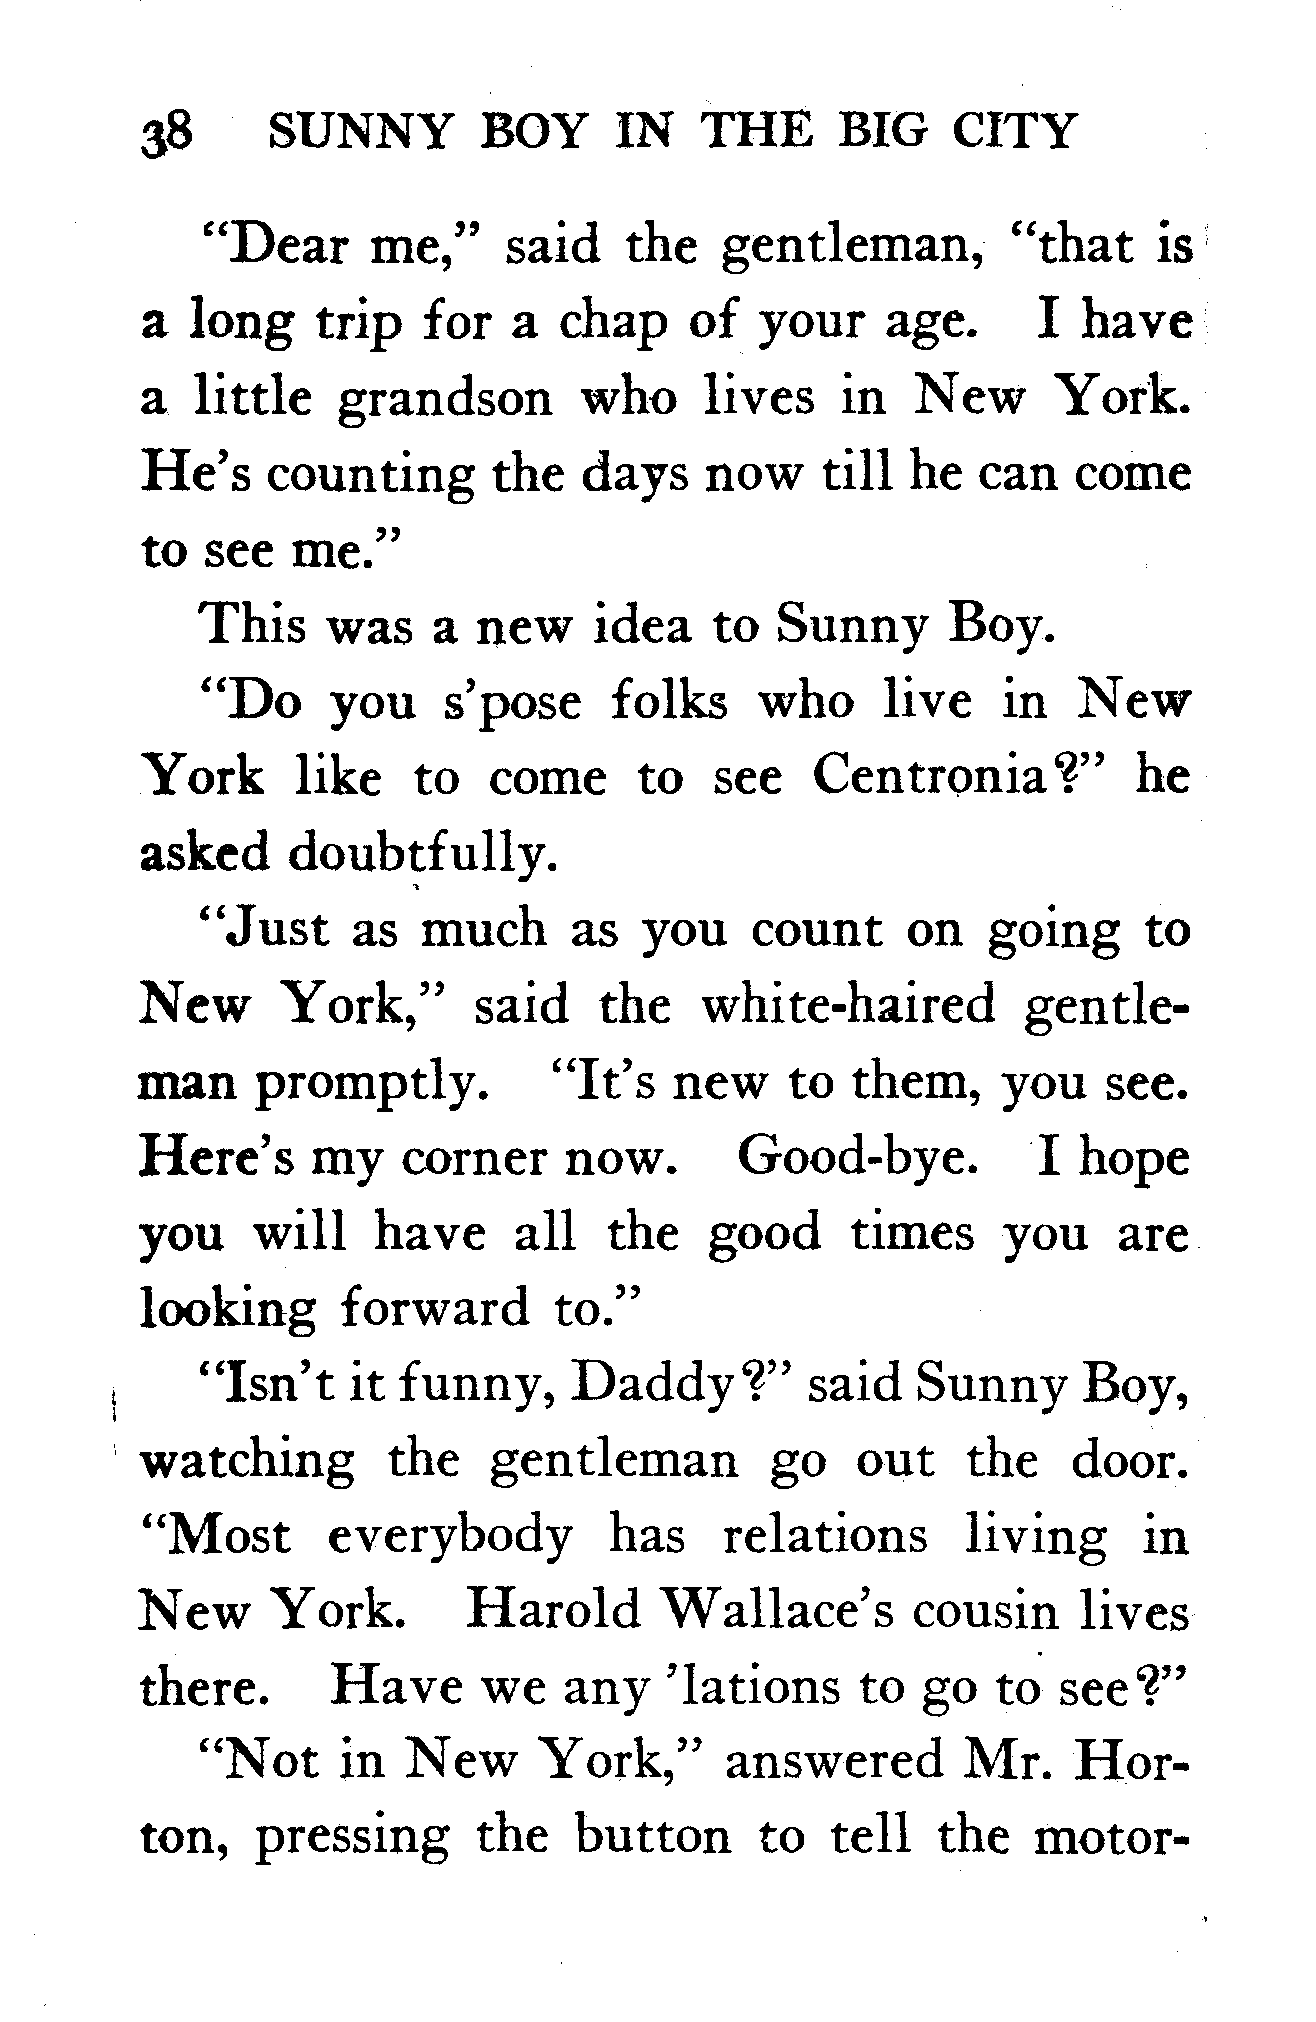 38 SUNNY BOY IN THE BIG CITY
“Dear me,” said the gentleman, “that is
a long trip for a chap of your age. I have
a little grandson who lives in New York.
He’s counting the days now till he can come
to see me.”
This was a new idea to Sunny Boy.
“Do you s’pose folks who live in New
York like to come to see Centronia?” he
asked doubtfully.
“Just as much as you count on going to
New York,” said the white-haired gentle-
man promptly. “It’s new to them, you see.
Here’s my corner now. Good-bye. I hope
you will have all the good times you are
looking forward to.”
“Isn’t it funny, Daddy?” said Sunny Boy,
watching the gentleman go out the door.
“Most everybody has relations living in
New York. Harold Wallace’s cousin lives
there. Have we any ’lations to go to see?”
“Not in New York,” answered Mr. Hor-
ton, pressing the button to tell the motor-